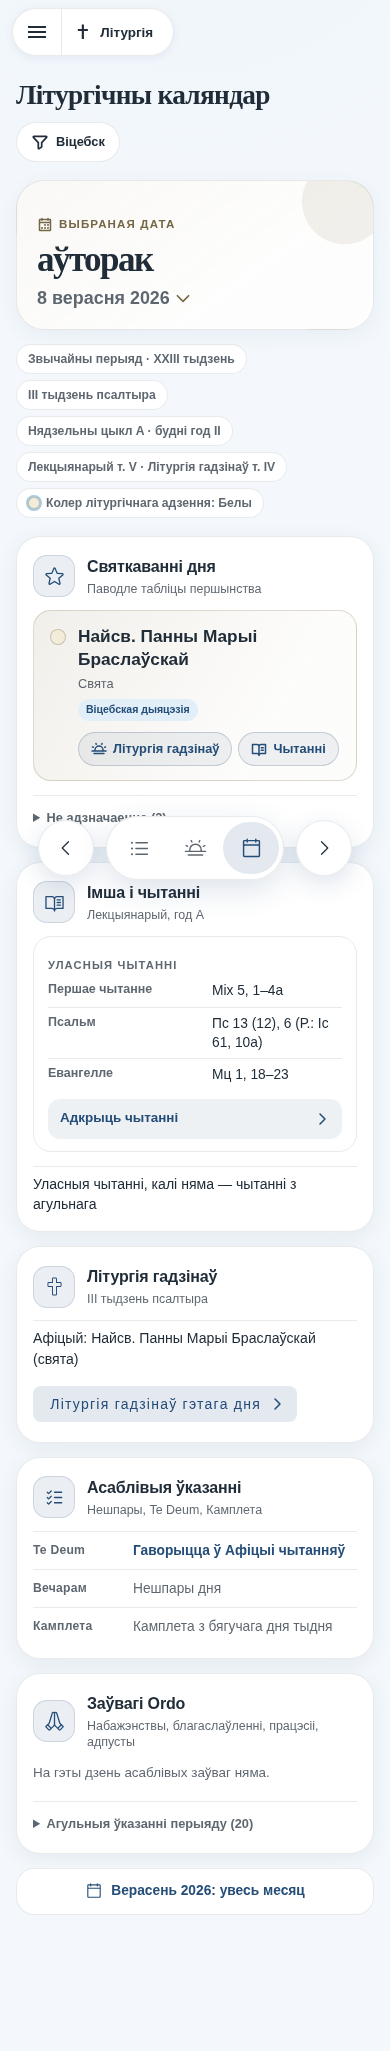 Літургія
Літургічны каляндар
Віцебск
ВЫБРАНАЯ ДАТА
аўторак
8 верасня 2026
Звычайны перыяд · XXIII тыдзень
III тыдзень псалтыра
Нядзельны цыкл A · будні год II
Лекцыянарый т. V · Літургія гадзінаў т. IV
Колер літургічнага адзення: Белы
Святкаванні дня
Паводле табліцы першынства
Найсв. Панны Марыі
Браслаўскай
Свята
Віцебская дыяцэзія
Літургія гадзінаў
Чытанні
Не адзначаецца (2)
Імша і чытанні
Лекцыянарый, год A
УЛАСНЫЯ ЧЫТАННІ
Першае чытанне
Міх 5, 1–4a
Псальм
Пс 13 (12), 6 (Р.: Іс
61, 10a)
Евангелле
Мц 1, 18–23
Адкрыць чытанні
Уласныя чытанні, калі няма — чытанні з
агульнага
Літургія гадзінаў
III тыдзень псалтыра
Афіцый: Найсв. Панны Марыі Браслаўскай
(свята)
Літургія гадзінаў гэтага дня
Асаблівыя ўказанні
Нешпары, Te Deum, Камплета
Te Deum
Гаворыцца ў Афіцыі чытанняў
Вечарам
Нешпары дня
Камплета
Камплета з бягучага дня тыдня
Заўвагі Ordo
Набажэнствы, благаслаўленні, працэсіі,
адпусты
На гэты дзень асаблівых заўваг няма.
Агульныя ўказанні перыяду (20)
Верасень 2026: увесь месяц